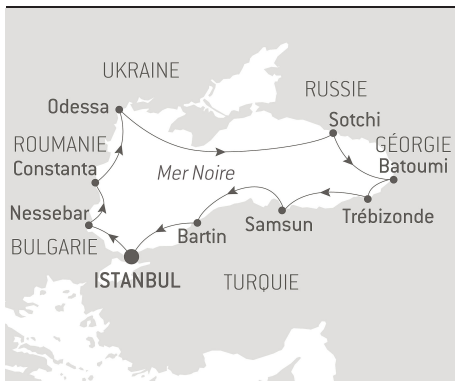 UKRAINE
RUSSIE
Odessa
Sotchi
ROUMANIE
GÉORGIE
Constanta
Mer Noire
Batoumi
Nessebar
Trébizonde
Samsun
Bartin
BULGARIE
ISTANBUL
TURQUIE